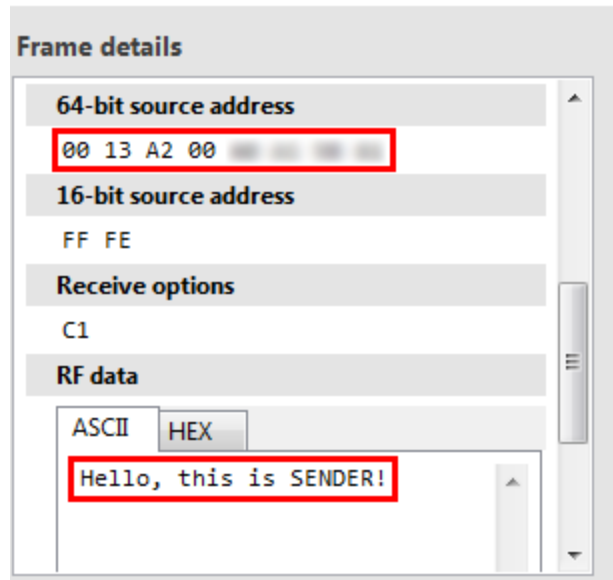 Frame details
64-bit source address
00 13 A2 00
16-bit source address
FF FE
Receive options
C1
RF data
ASCII HEX
Hello, this is SENDER!